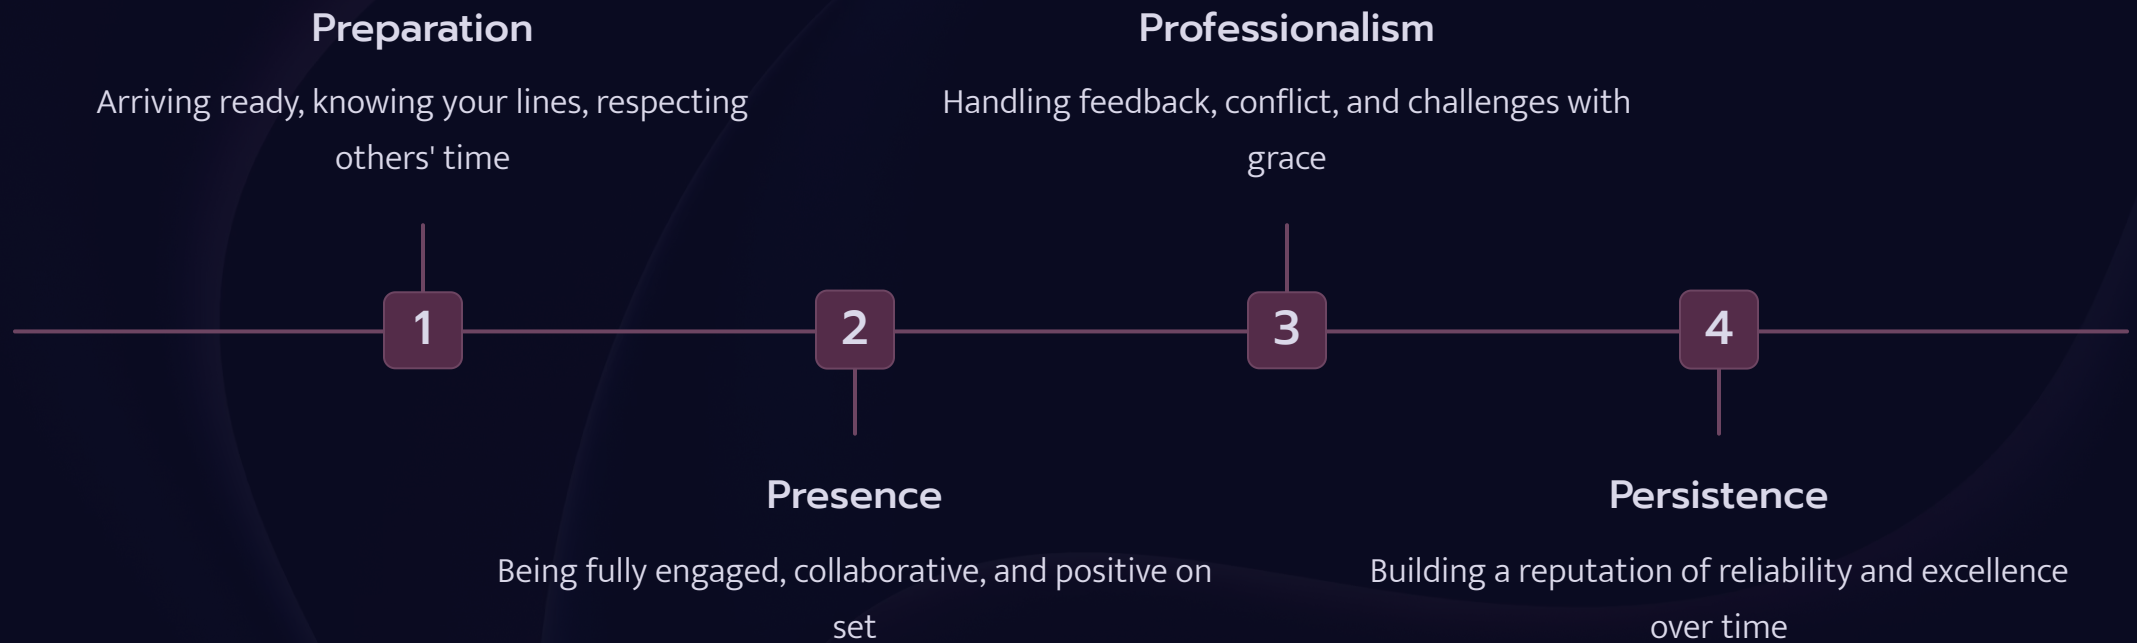 Preparation
Arriving ready, knowing your lines, respecting
others' time
Professionalism
Handling feedback, conflict, and challenges with
grace
1
2
3
4
Presence
Being fully engaged, collaborative, and positive on
set
Persistence
Building a reputation of reliability and excellence
over time